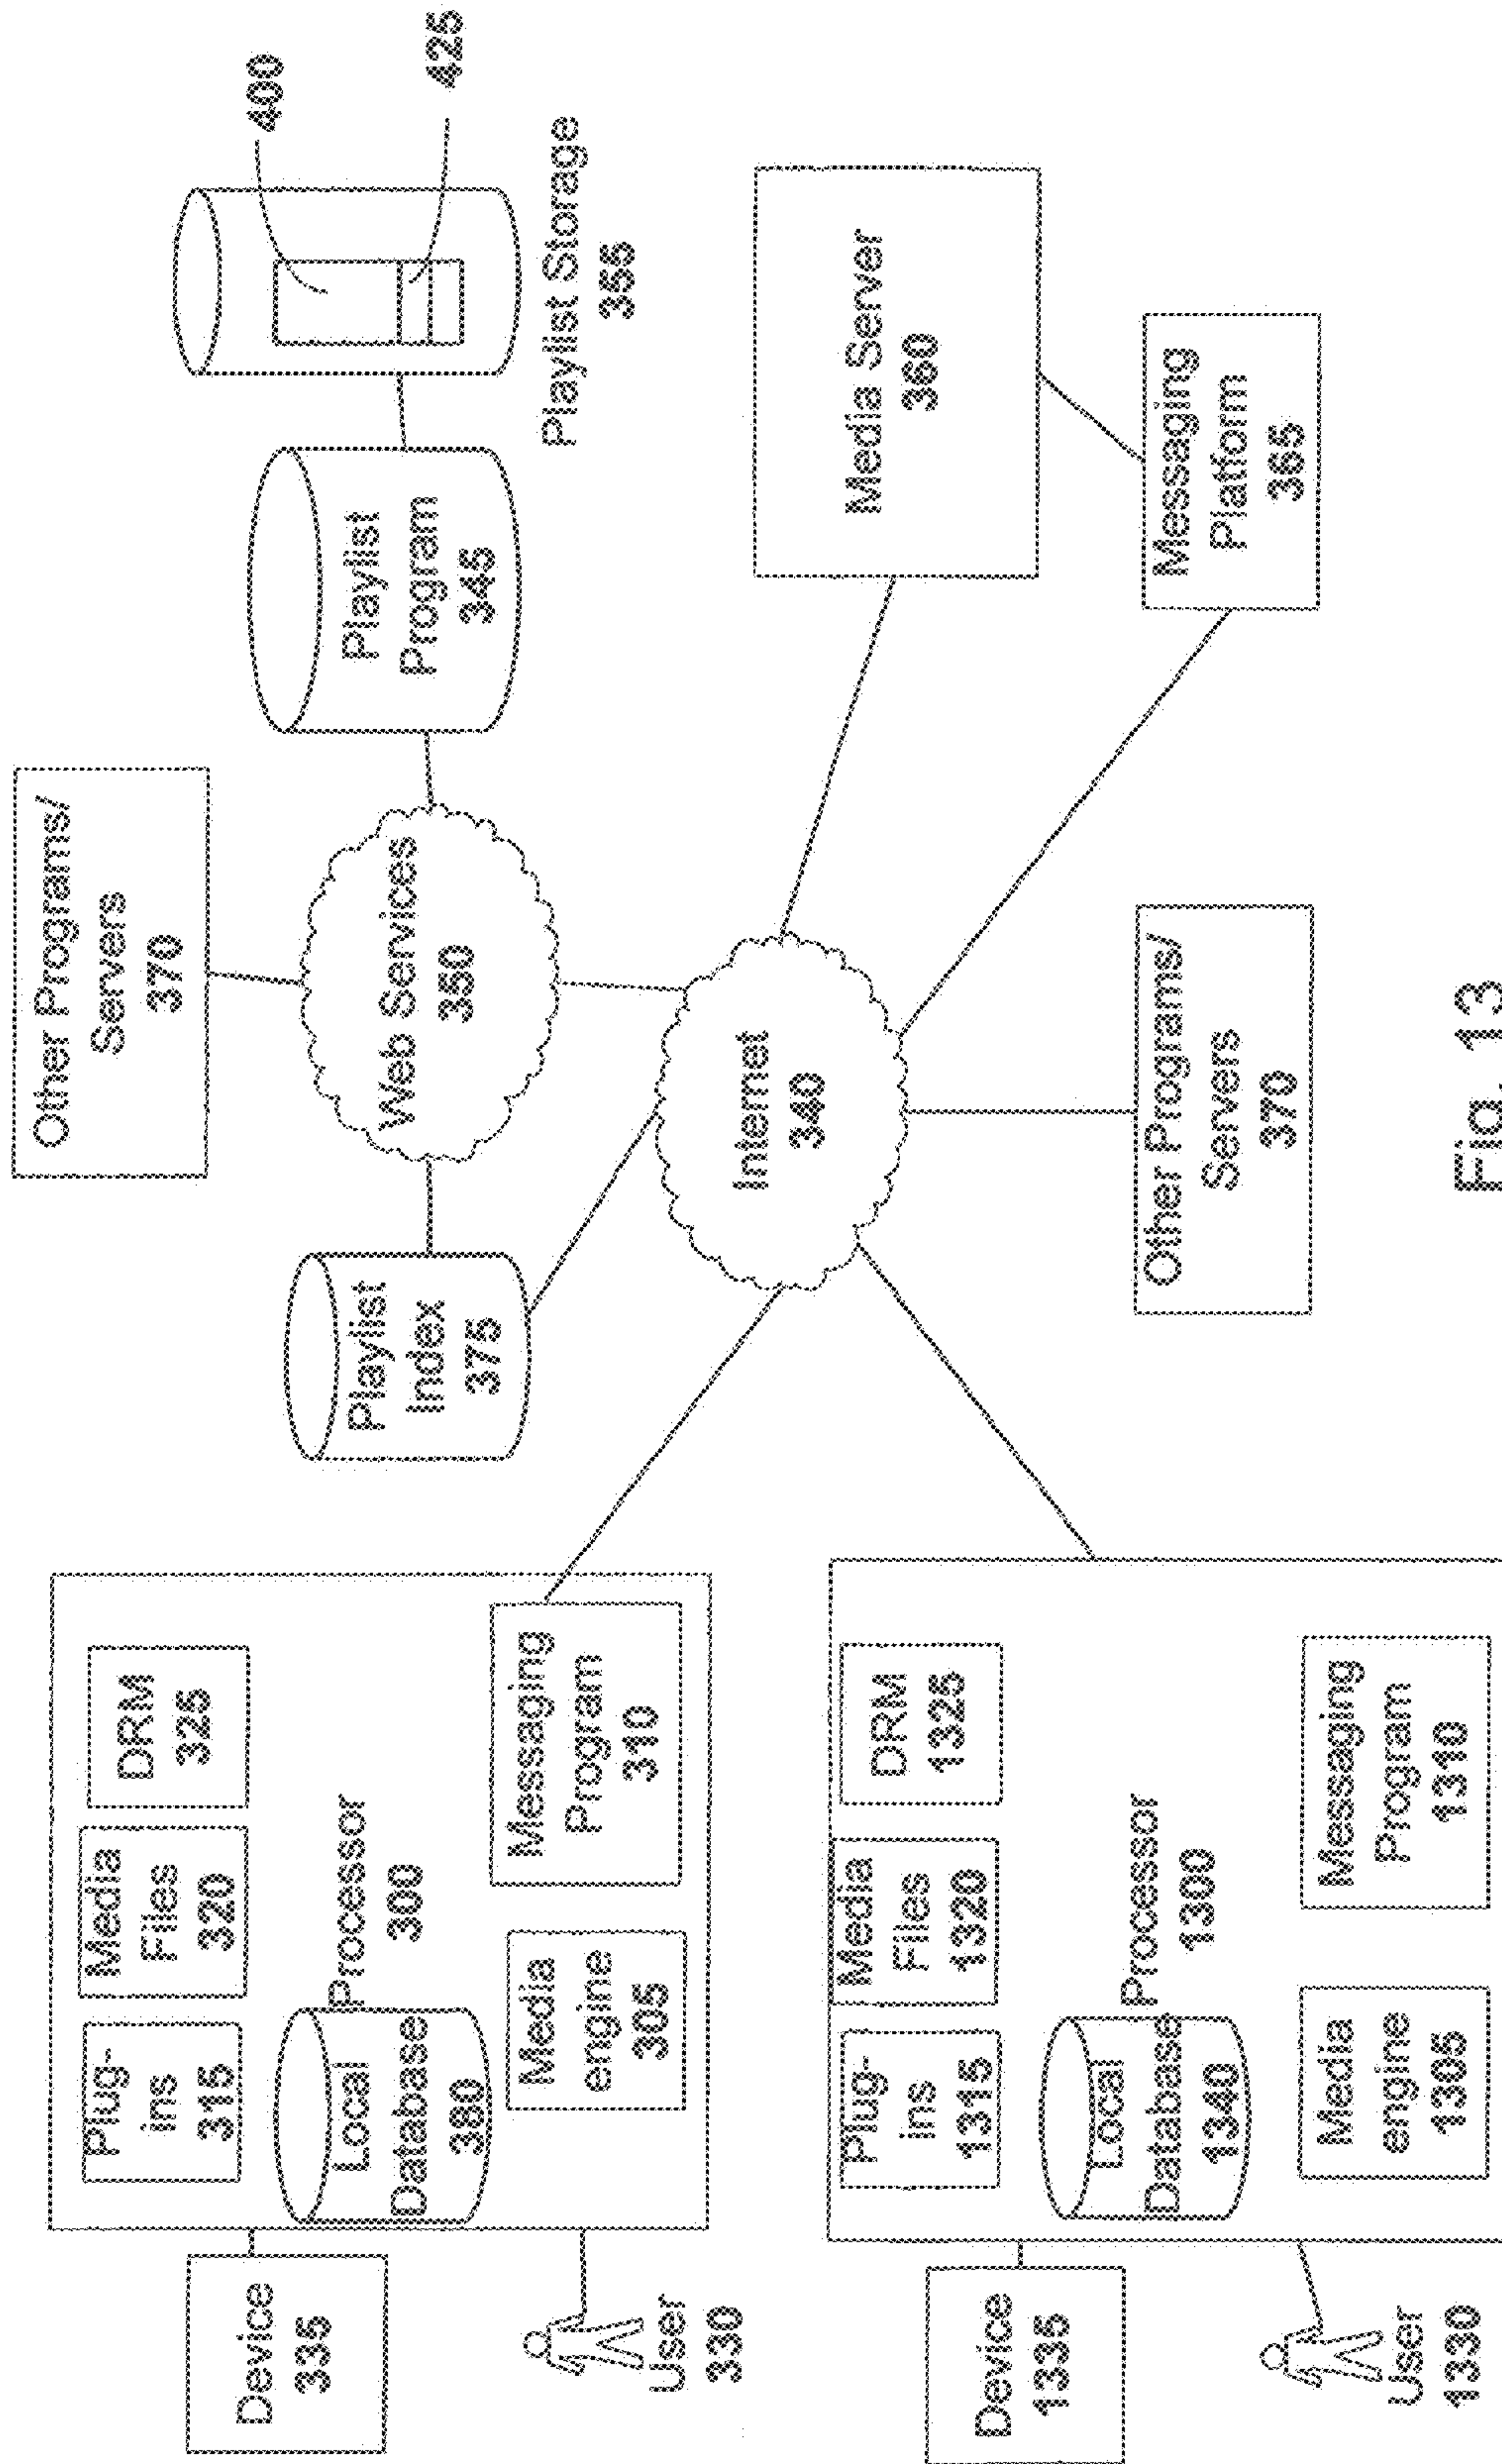 Other Programs/
Servers
370
400
425
Playlist
Index
375
Web Services
350
Playlist
Program
345
Playlist Storage
355
Device
335
User
330
Plug-
ins
315
Media
Files
320
DRM
325
Local
Database
380
Processor
300
Media
engine
305
Messaging
Program
310
Internet
340
Media Server
360
Messaging
Platform
365
Other Programs/
Servers
370
Device
1335
User
1330
Plug-
ins
1315
Media
Files
1320
DRM
1325
Local
Database
1340
Processor
1300
Media
engine
1305
Messaging
Program
1310
Fig. 13